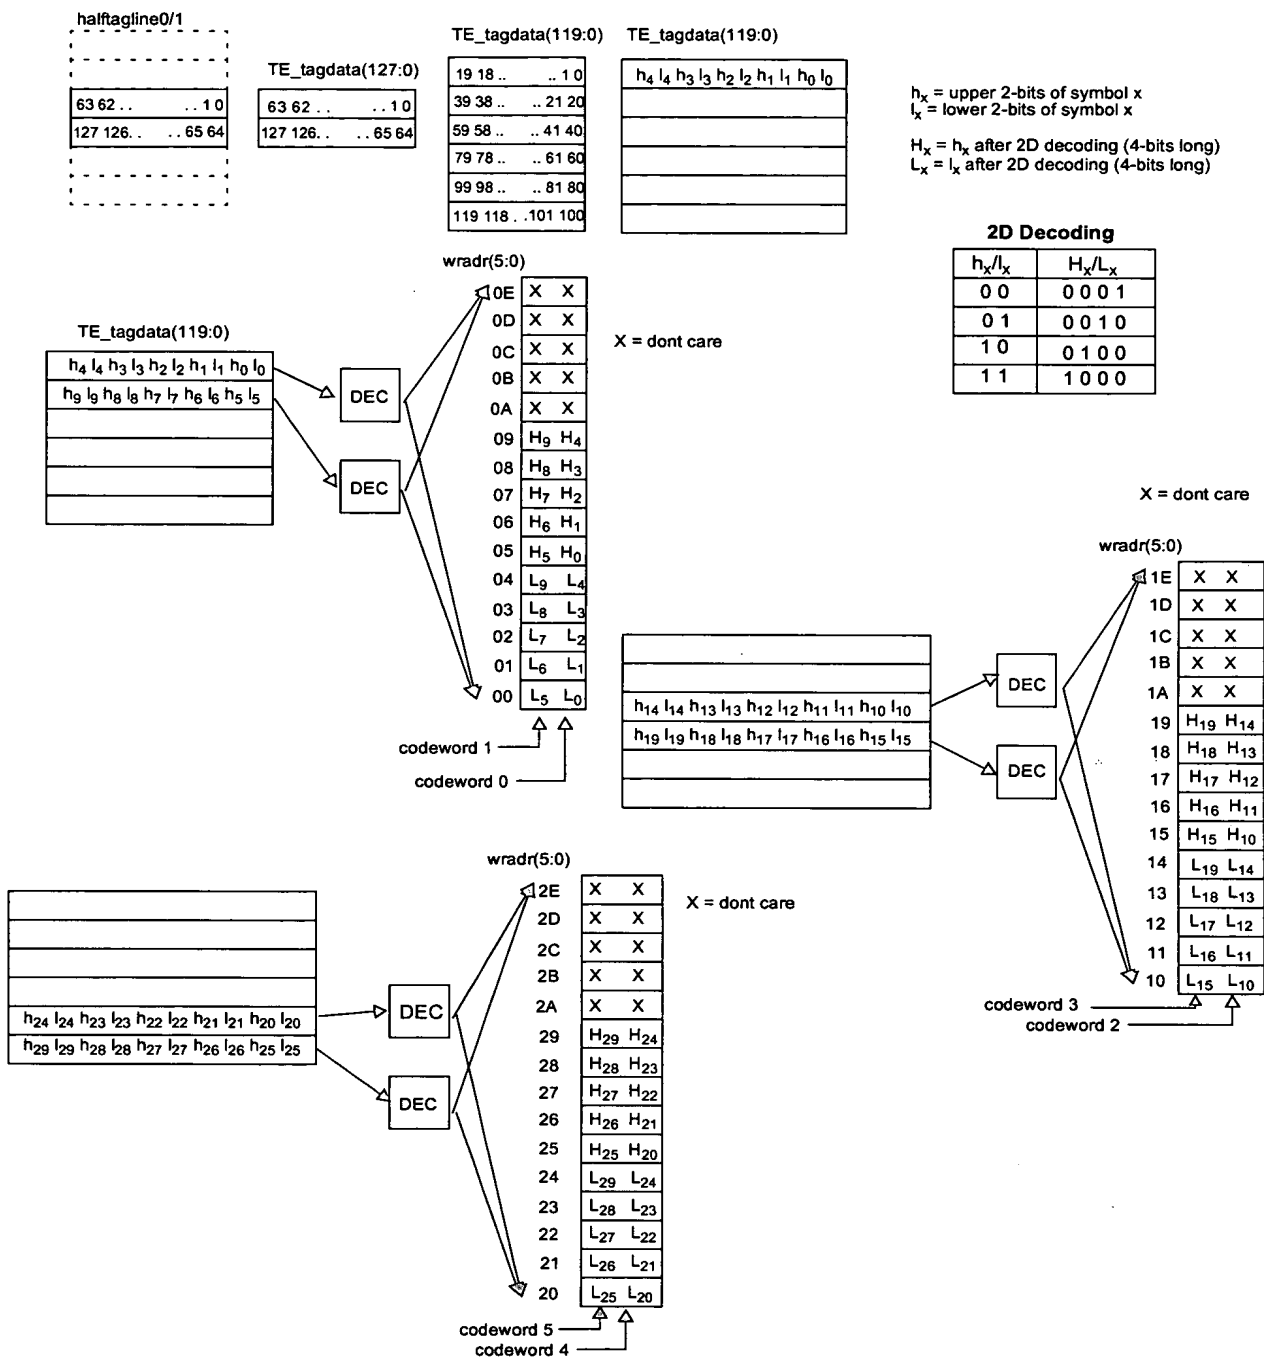 halftagline0/1
63 62 . . . . 1 0
127 126. . . . 65 64
TE_tagdata(127:0)
63 62 . . . . 1 0
127 126 . . . . 65 64
TE_tagdata(119:0)
19 18 .. .. 1 0
39 38 .. .. 21 20
59 58 .. .. 41 40
79 78 .. .. 61 60
99 98 .. .. 81 80
119 118 . . 101 100
TE_tagdata(119:0)
h4 l4 h3 l3 h2 l2 h1 l1 h0 l0
hx = upper 2-bits of symbol x
lx = lower 2-bits of symbol x
Hx = hx after 2D decoding (4-bits long)
Lx = lx after 2D decoding (4-bits long)
2D Decoding
hx/lx Hx/Lx
0 0 0 0 0 1
0 1 0 0 1 0
1 0 0 1 0 0
1 1 1 0 0 0
TE_tagdata(119:0)
h4 l4 h3 l3 h2 l2 h1 l1 h0 l0
h9 l9 h8 l8 h7 l7 h6 l6 h5 l5
DEC
DEC
wradr(5:0)
0E X X
0D X X
0C X X
0B X X
0A X X
09 H9 H4
08 H8 H3
07 H7 H2
06 H6 H1
05 H5 H0
04 L9 L4
03 L8 L3
02 L7 L2
01 L6 L1
00 L5 L0
codeword 1
codeword 0
X = dont care
h14 l14 h13 l13 h12 l12 h11 l11 h10 l10
h19 l19 h18 l18 h17 l17 h16 l16 h15 l15
DEC
DEC
X = dont care
wradr(5:0)
1E X X
1D X X
1C X X
1B X X
1A X X
19 H19 H14
18 H18 H13
17 H17 H12
16 H16 H11
15 H15 H10
14 L19 L14
13 L18 L13
12 L17 L12
11 L16 L11
10 L15 L10
codeword 3
codeword 2
h24 l24 h23 l23 h22 l22 h21 l21 h20 l20
h29 l29 h28 l28 h27 l27 h26 l26 h25 l25
DEC
DEC
wradr(5:0)
2E X X
2D X X
2C X X
2B X X
2A X X
29 H29 H24
28 H28 H23
27 H27 H22
26 H26 H21
25 H25 H20
24 L29 L24
23 L28 L23
22 L27 L22
21 L26 L21
20 L25 L20
codeword 5
codeword 4
X = dont care